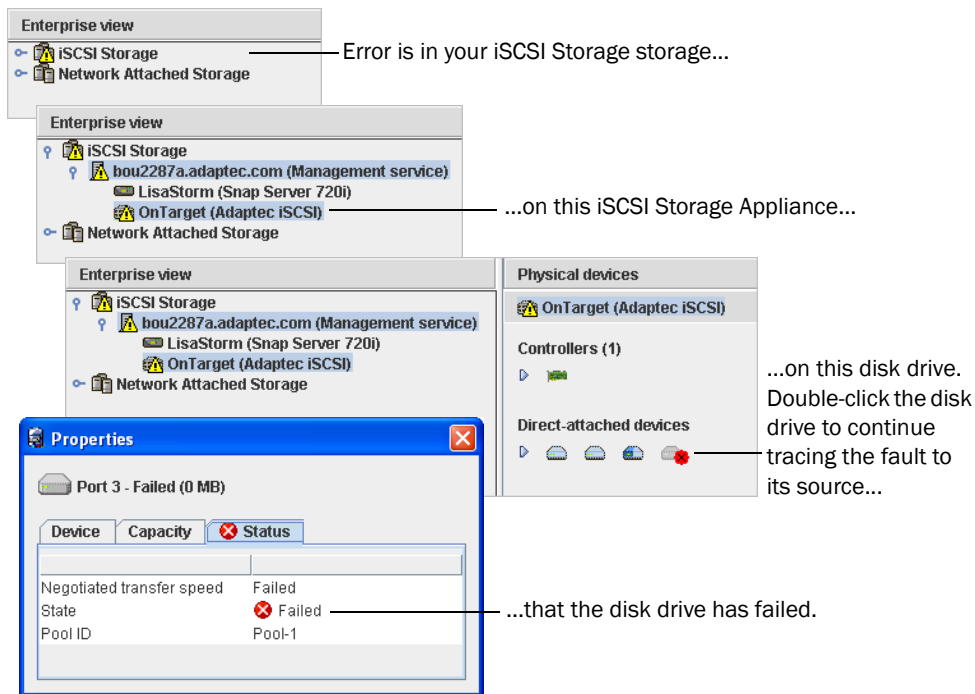 Enterprise view
iSCSI Storage
Network Attached Storage
Error is in your iSCSI Storage storage...
Enterprise view
iSCSI Storage
bou2287a.adaptec.com (Management service)
LisaStorm (Snap Server 720i)
OnTarget (Adaptec iSCSI)
Network Attached Storage
...on this iSCSI Storage Appliance...
Enterprise view
iSCSI Storage
bou2287a.adaptec.com (Management service)
LisaStorm (Snap Server 720i)
OnTarget (Adaptec iSCSI)
Network Attached Storage
Physical devices
OnTarget (Adaptec iSCSI)
Controllers (1)
Direct-attached devices
...on this disk drive.
Double-click the disk
drive to continue
tracing the fault to
its source...
Properties
Port 3 - Failed (0 MB)
Device Capacity Status
Negotiated transfer speed Failed
State Failed
Pool ID Pool-1
...that the disk drive has failed.